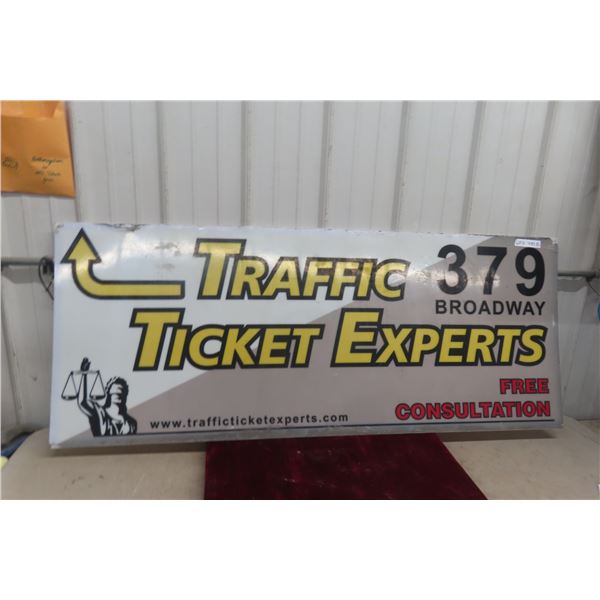 TRAFFIC
379
BROADWAY
TICKET EXPERTS
FREE
CONSULTATION
www.trafficticketexperts.com